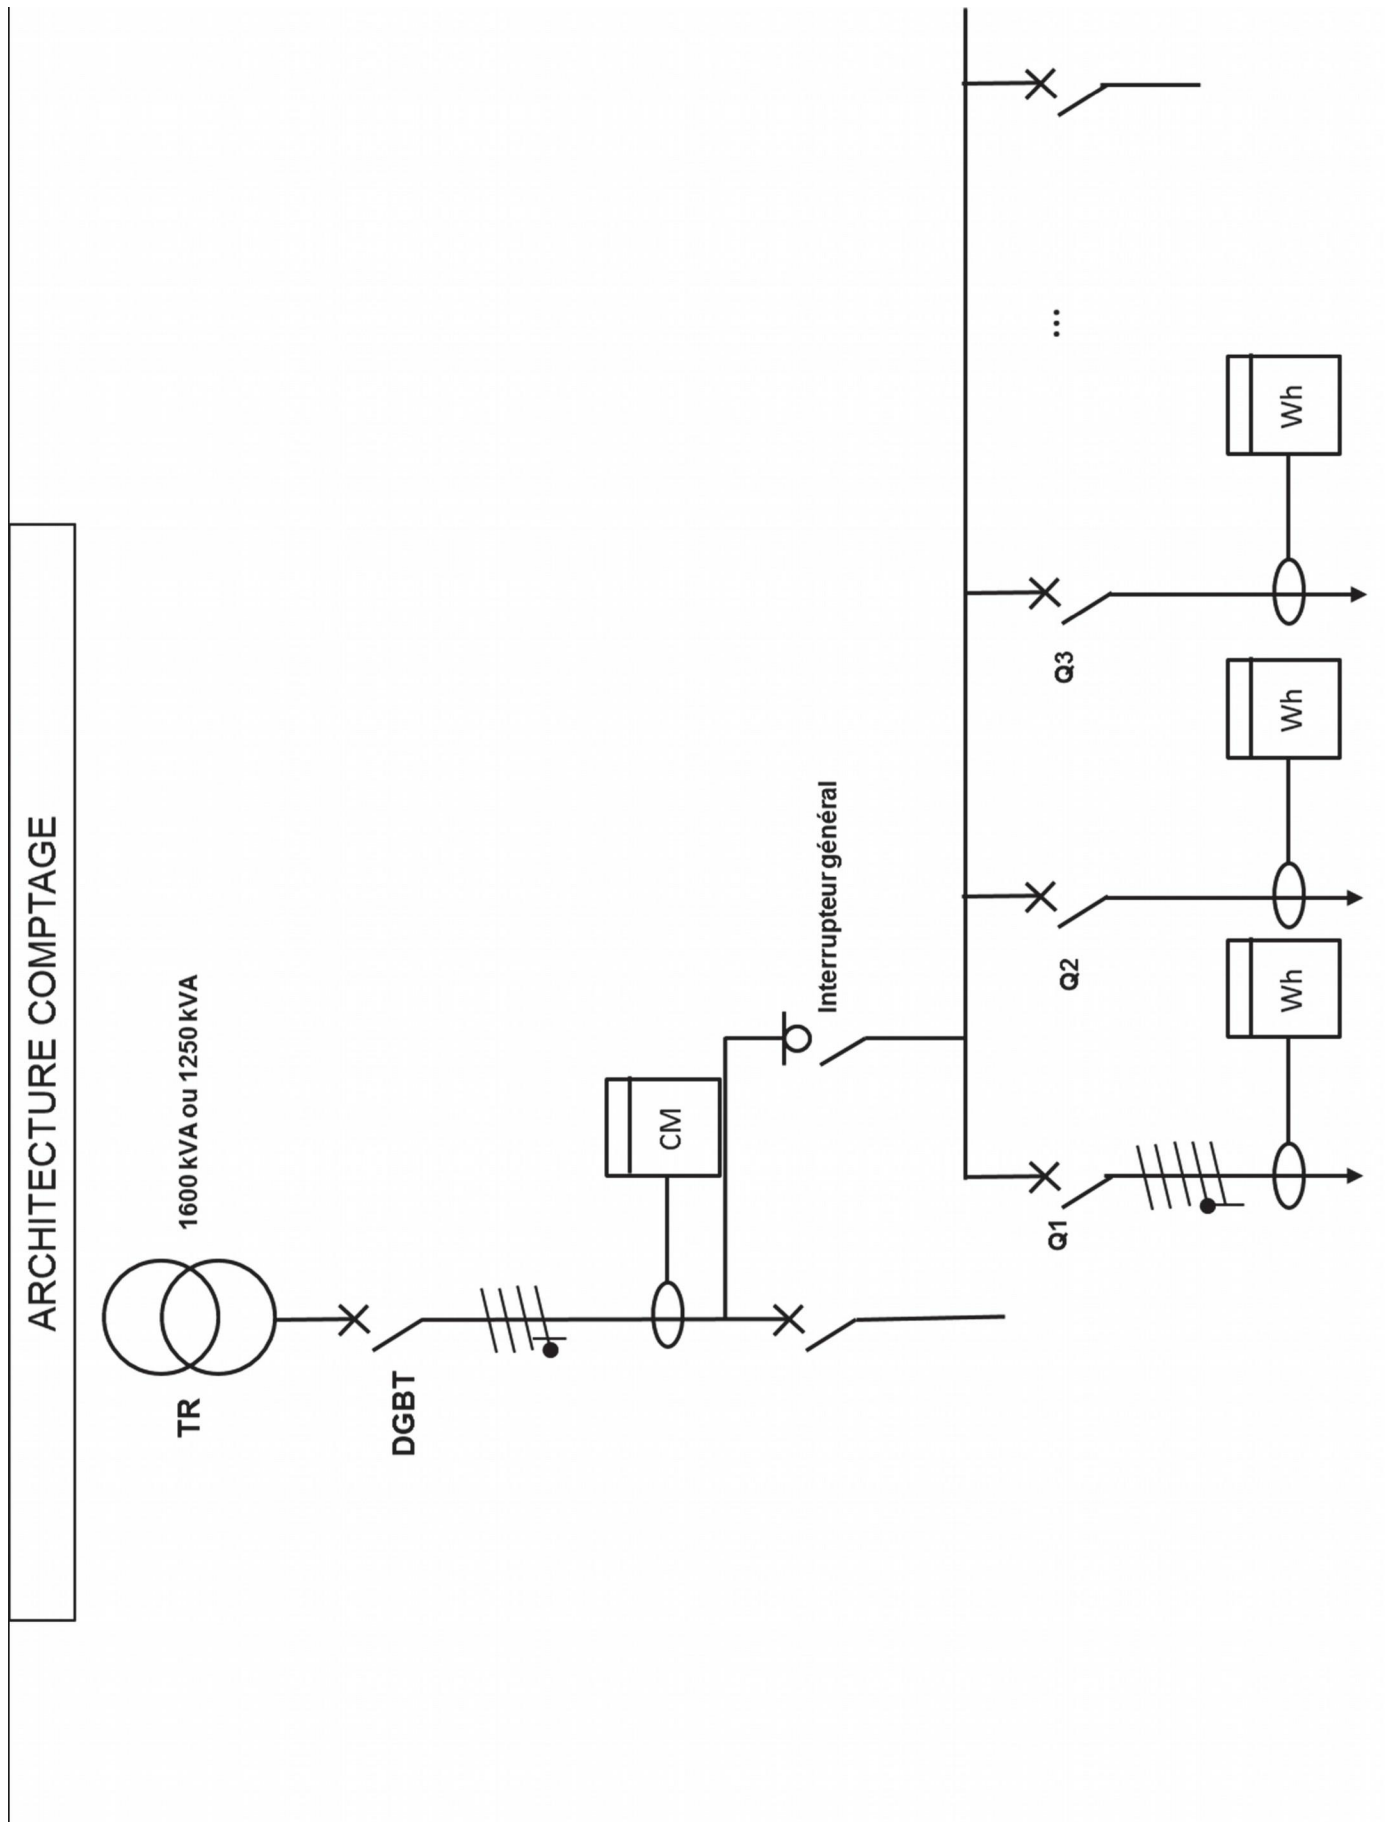 ARCHITECTURE COMPTAGE
TR
1600 kVA ou 1250 kVA
DGBT
CM
Interrupteur général
Q1
Q2
Q3
...
Wh
Wh
Wh